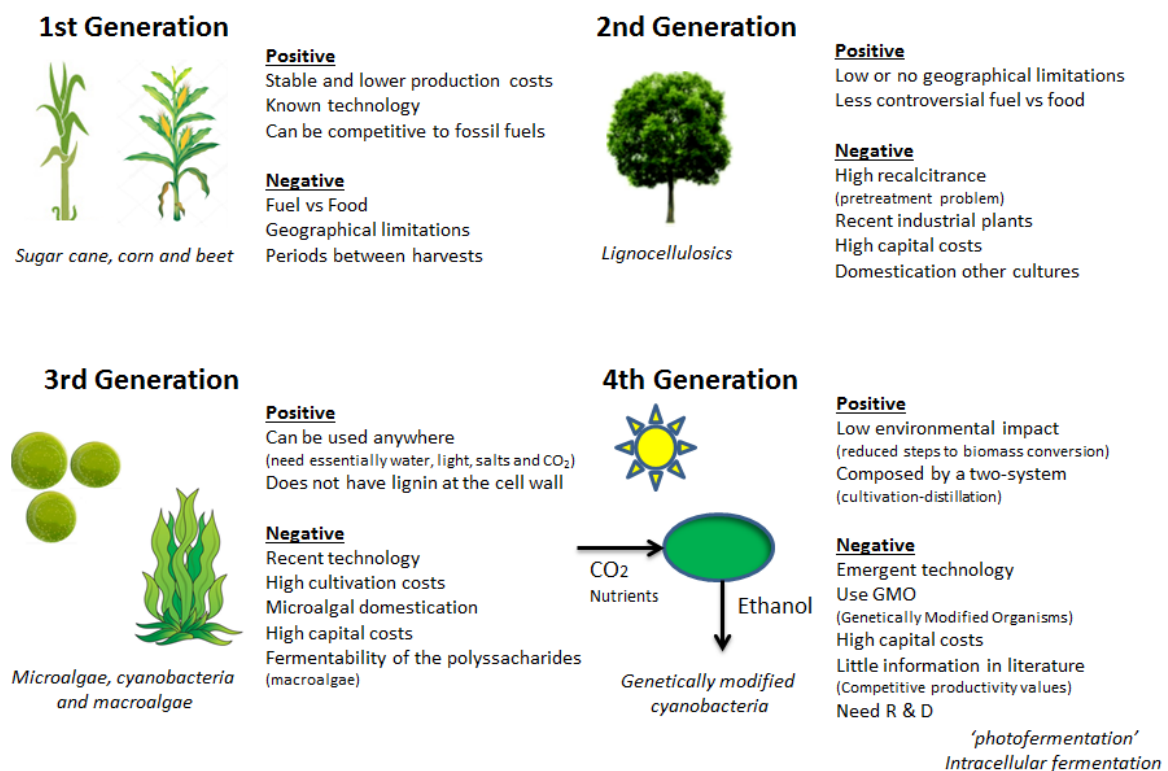 1st Generation
Positive
Stable and lower production costs
Known technology
Can be competitive to fossil fuels
Negative
Fuel vs Food
Geographical limitations
Periods between harvests
Sugar cane, corn and beet
2nd Generation
Positive
Low or no geographical limitations
Less controversial fuel vs food
Negative
High recalcitrance
(pretreatment problem)
Recent industrial plants
High capital costs
Domestication other cultures
Lignocellulosics
3rd Generation
Positive
Can be used anywhere
(need essentially water, light, salts and CO₂)
Does not have lignin at the cell wall
Negative
Recent technology
High cultivation costs
Microalgal domestication
High capital costs
Fermentability of the polyssacharides
(macroalgae)
Microalgae, cyanobacteria
and macroalgae
4th Generation
Positive
Low environmental impact
(reduced steps to biomass conversion)
Composed by a two-system
(cultivation-distillation)
Negative
Emergent technology
Use GMO
(Genetically Modified Organisms)
High capital costs
Little information in literature
(Competitive productivity values)
Need R & D
CO₂
Nutrients
Ethanol
Genetically modified
cyanobacteria
‘photofermentation’
Intracellular fermentation